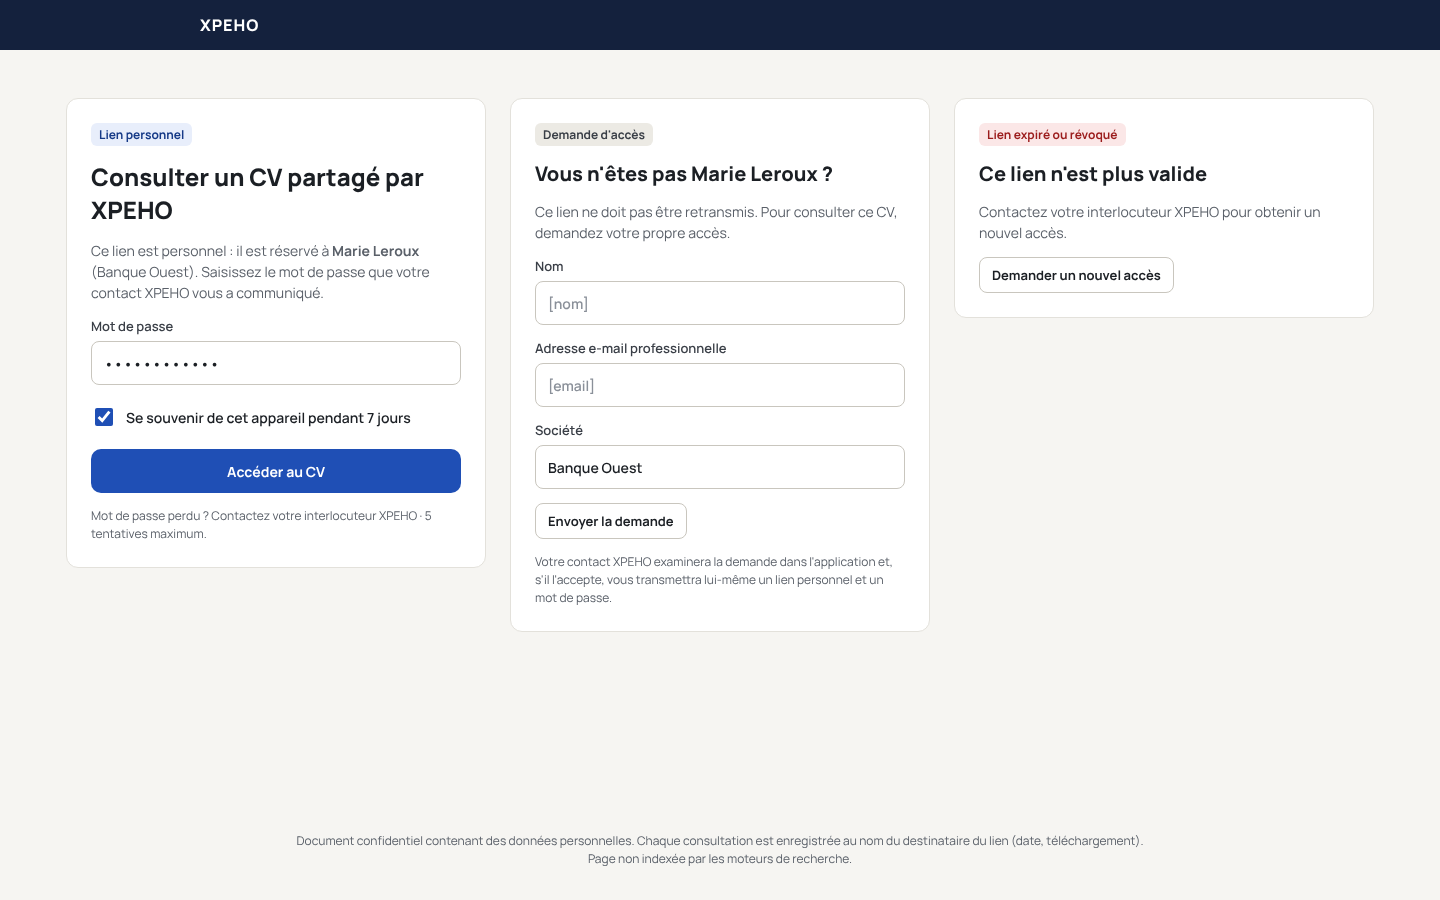 XPEHO
Lien personnel
Consulter un CV partagé par
XPEHO
Ce lien est personnel : il est réservé à Marie Leroux
(Banque Ouest). Saisissez le mot de passe que votre
contact XPEHO vous a communiqué.
Mot de passe
••••••••••••
Se souvenir de cet appareil pendant 7 jours
Accéder au CV
Mot de passe perdu ? Contactez votre interlocuteur XPEHO · 5
tentatives maximum.
Demande d'accès
Vous n'êtes pas Marie Leroux ?
Ce lien ne doit pas être retransmis. Pour consulter ce CV,
demandez votre propre accès.
Nom
[nom]
Adresse e-mail professionnelle
[email]
Société
Banque Ouest
Envoyer la demande
Votre contact XPEHO examinera la demande dans l'application et,
s'il l'accepte, vous transmettra lui-même un lien personnel et un
mot de passe.
Lien expiré ou révoqué
Ce lien n'est plus valide
Contactez votre interlocuteur XPEHO pour obtenir un
nouvel accès.
Demander un nouvel accès
Document confidentiel contenant des données personnelles. Chaque consultation est enregistrée au nom du destinataire du lien (date, téléchargement).
Page non indexée par les moteurs de recherche.